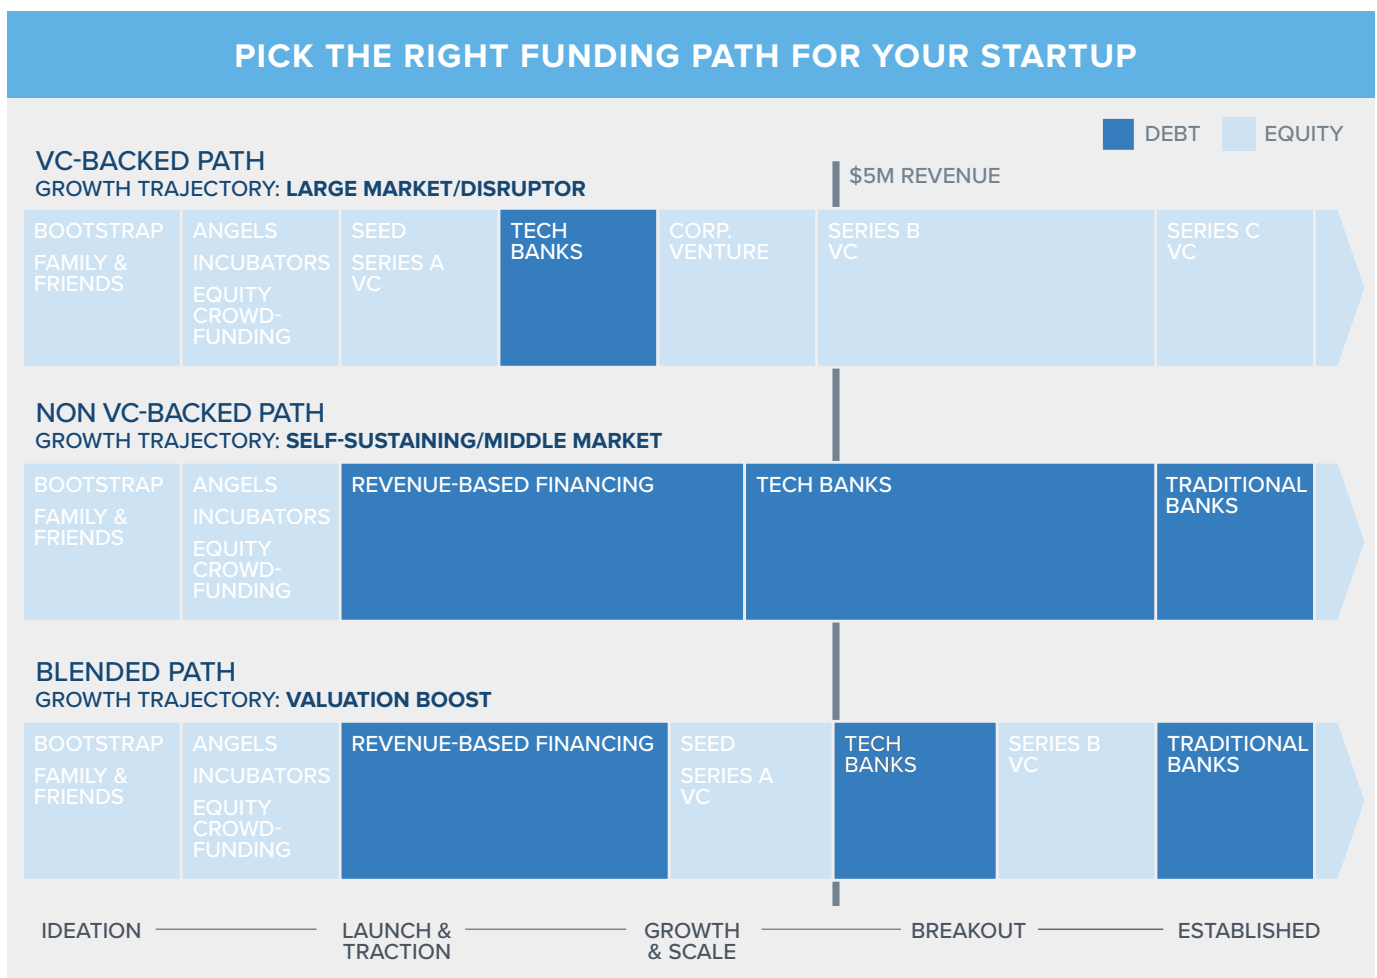 PICK THE RIGHT FUNDING PATH FOR YOUR STARTUP
DEBT
EQUITY
VC-BACKED PATH
GROWTH TRAJECTORY: LARGE MARKET/DISRUPTOR
$5M REVENUE
BOOTSTRAP
FAMILY &
FRIENDS
ANGELS
INCUBATORS
EQUITY
CROWD-
FUNDING
SEED
SERIES A
VC
TECH
BANKS
CORP.
VENTURE
SERIES B
VC
SERIES C
VC
NON VC-BACKED PATH
GROWTH TRAJECTORY: SELF-SUSTAINING/MIDDLE MARKET
BOOTSTRAP
FAMILY &
FRIENDS
ANGELS
INCUBATORS
EQUITY
CROWD-
FUNDING
REVENUE-BASED FINANCING
TECH BANKS
TRADITIONAL
BANKS
BLENDED PATH
GROWTH TRAJECTORY: VALUATION BOOST
BOOTSTRAP
FAMILY &
FRIENDS
ANGELS
INCUBATORS
EQUITY
CROWD-
FUNDING
REVENUE-BASED FINANCING
SEED
SERIES A
VC
TECH
BANKS
SERIES B
VC
TRADITIONAL
BANKS
IDEATION
LAUNCH &
TRACTION
GROWTH
& SCALE
BREAKOUT
ESTABLISHED